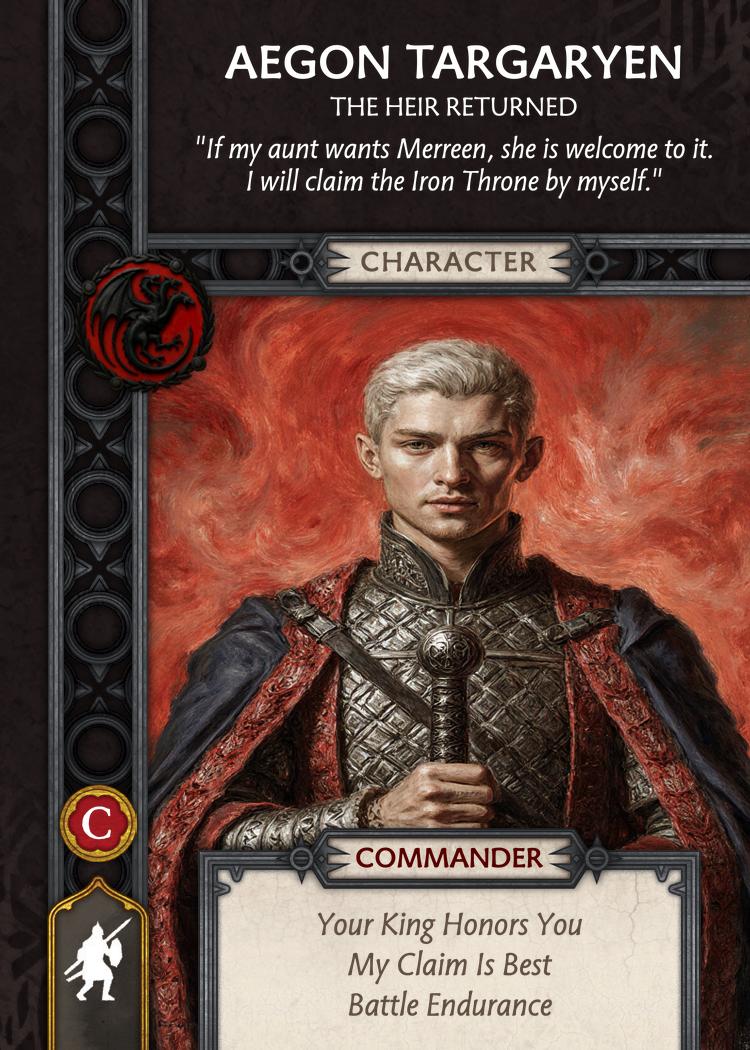 AEGON TARGARYEN
THE HEIR RETURNED
"If my aunt wants Merreen, she is welcome to it.
I will claim the Iron Throne by myself."
CHARACTER
C
COMMANDER
Your King Honors You
My Claim Is Best
Battle Endurance